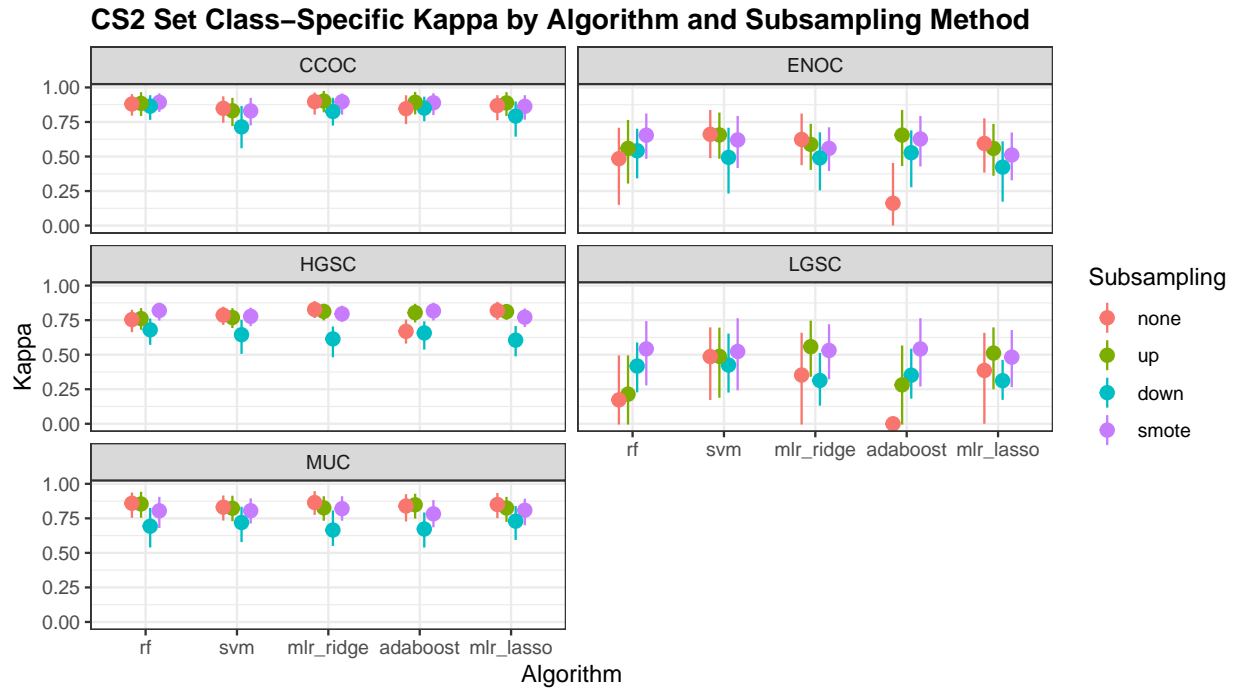 CS2 Set Class−Specific Kappa by Algorithm and Subsampling Method
CCOC
ENOC
1.00
0.75
0.50
0.25
0.00
HGSC
LGSC
1.00
0.75
0.50
0.25
0.00
rf svm mlr_ridge adaboost mlr_lasso
MUC
1.00
0.75
0.50
0.25
0.00
rf svm mlr_ridge adaboost mlr_lasso
Algorithm
Kappa
Subsampling
none
up
down
smote